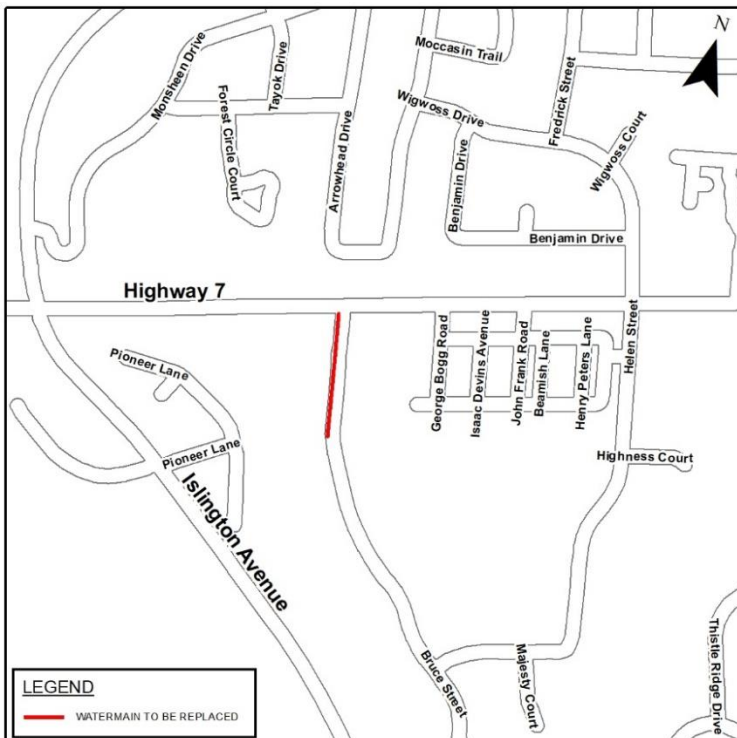 N
Moccasin Trail
Monsheen Drive
Tayok Drive
Fredrick Street
Wigwoss Drive
Forest Circle Court
Arrowhead Drive
Wigwoss Court
Benjamin Drive
Benjamin Drive
Highway 7
George Bogg Road
Isaac Devins Avenue
John Frank Road
Beamish Lane
Henry Peters Lane
Helen Street
Pioneer Lane
Pioneer Lane
Highness Court
Islington Avenue
Bruce Street
Majesty Court
Thistle Ridge Drive
LEGEND
WATERMAIN TO BE REPLACED